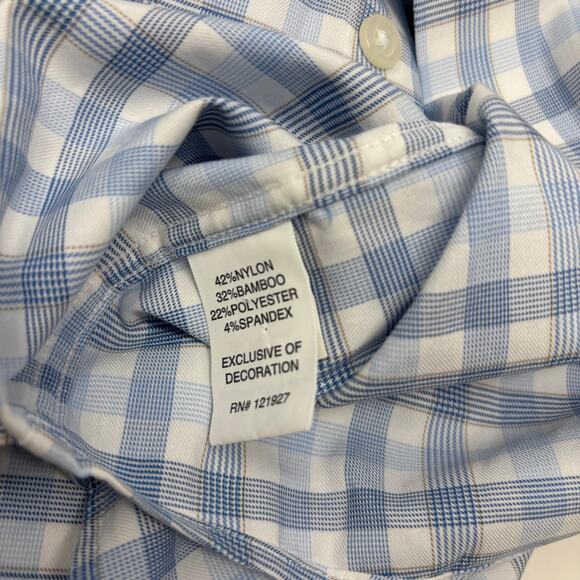 42%NYLON
32%BAMBOO
22%POLYESTER
4%SPANDEX
EXCLUSIVE OF
DECORATION
RN# 121927